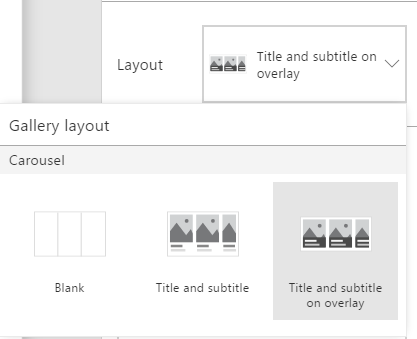 Layout
Title and subtitle on
overlay
Gallery layout
Carousel
Blank
Title and subtitle
Title and subtitle
on overlay